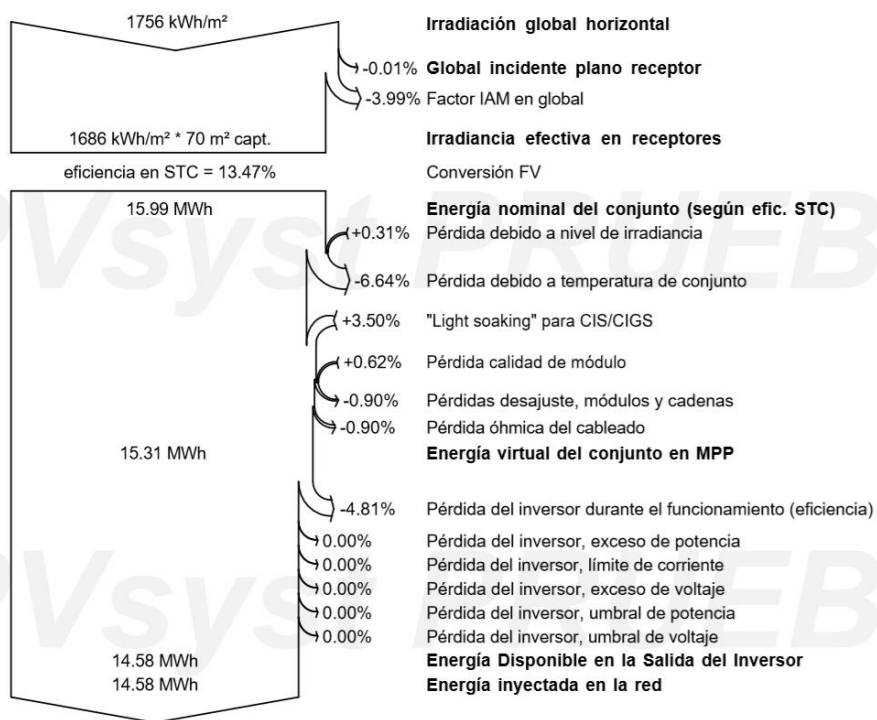 1756 kWh/m² Irradiación global horizontal
-0.01% Global incidente plano receptor
-3.99% Factor IAM en global
1686 kWh/m² * 70 m² capt. Irradiancia efectiva en receptores
eficiencia en STC = 13.47% Conversión FV
15.99 MWh Energía nominal del conjunto (según efic. STC)
+0.31% Pérdida debido a nivel de irradiancia
-6.64% Pérdida debido a temperatura de conjunto
+3.50% "Light soaking" para CIS/CIGS
+0.62% Pérdida calidad de módulo
-0.90% Pérdidas desajuste, módulos y cadenas
-0.90% Pérdida óhmica del cableado
15.31 MWh Energía virtual del conjunto en MPP
-4.81% Pérdida del inversor durante el funcionamiento (eficiencia)
0.00% Pérdida del inversor, exceso de potencia
0.00% Pérdida del inversor, límite de corriente
0.00% Pérdida del inversor, exceso de voltaje
0.00% Pérdida del inversor, umbral de potencia
0.00% Pérdida del inversor, umbral de voltaje
14.58 MWh Energía Disponible en la Salida del Inversor
14.58 MWh Energía inyectada en la red
PVsyst PRUEB
PVsyst PRUEB